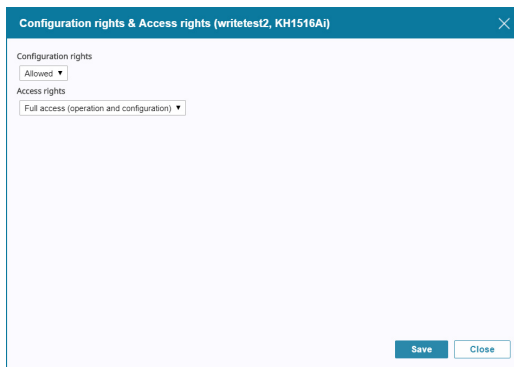 Configuration rights & Access rights (writetest2, KH1516Ai)
Configuration rights
Allowed
Access rights
Full access (operation and configuration)
Save Close